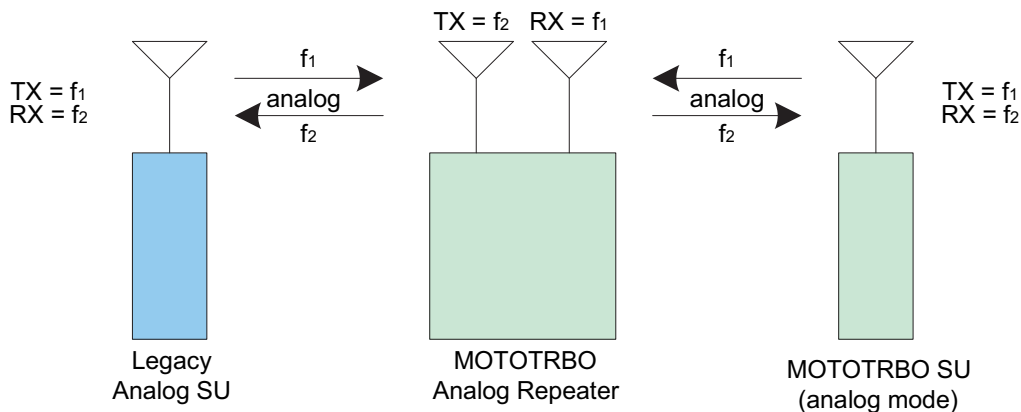 TX = f2
RX = f1
f1
analog
f2
f1
analog
f2
TX = f1
RX = f2
TX = f1
RX = f2
Legacy
Analog SU
MOTOTRBO
Analog Repeater
MOTOTRBO SU
(analog mode)